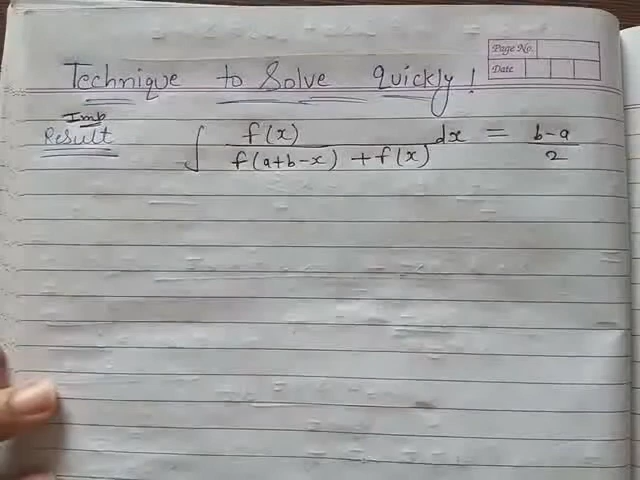 Page No.
Date
Technique to Solve Quickly!
Imp
Result
∫ f(x) / f(a+b-x) + f(x) dx = b-a / 2